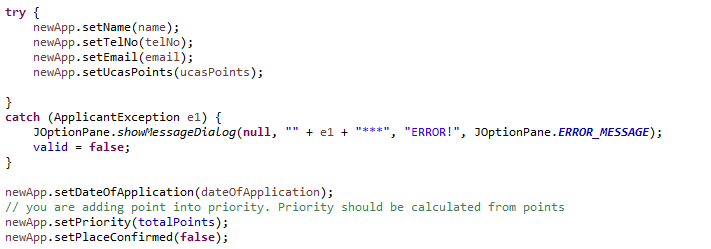 try {
newApp.setName(name);
newApp.setTelNo(telNo);
newApp.setEmail(email);
newApp.setUcasPoints(ucasPoints);
}
catch (ApplicantException e1) {
JOptionPane.showMessageDialog(null, "" + e1 + "***", "ERROR!", JOptionPane.ERROR_MESSAGE);
valid = false;
}
newApp.setDateOfApplication(dateOfApplication);
// you are adding point into priority. Priority should be calculated from points
newApp.setPriority(totalPoints);
newApp.setPlaceConfirmed(false);